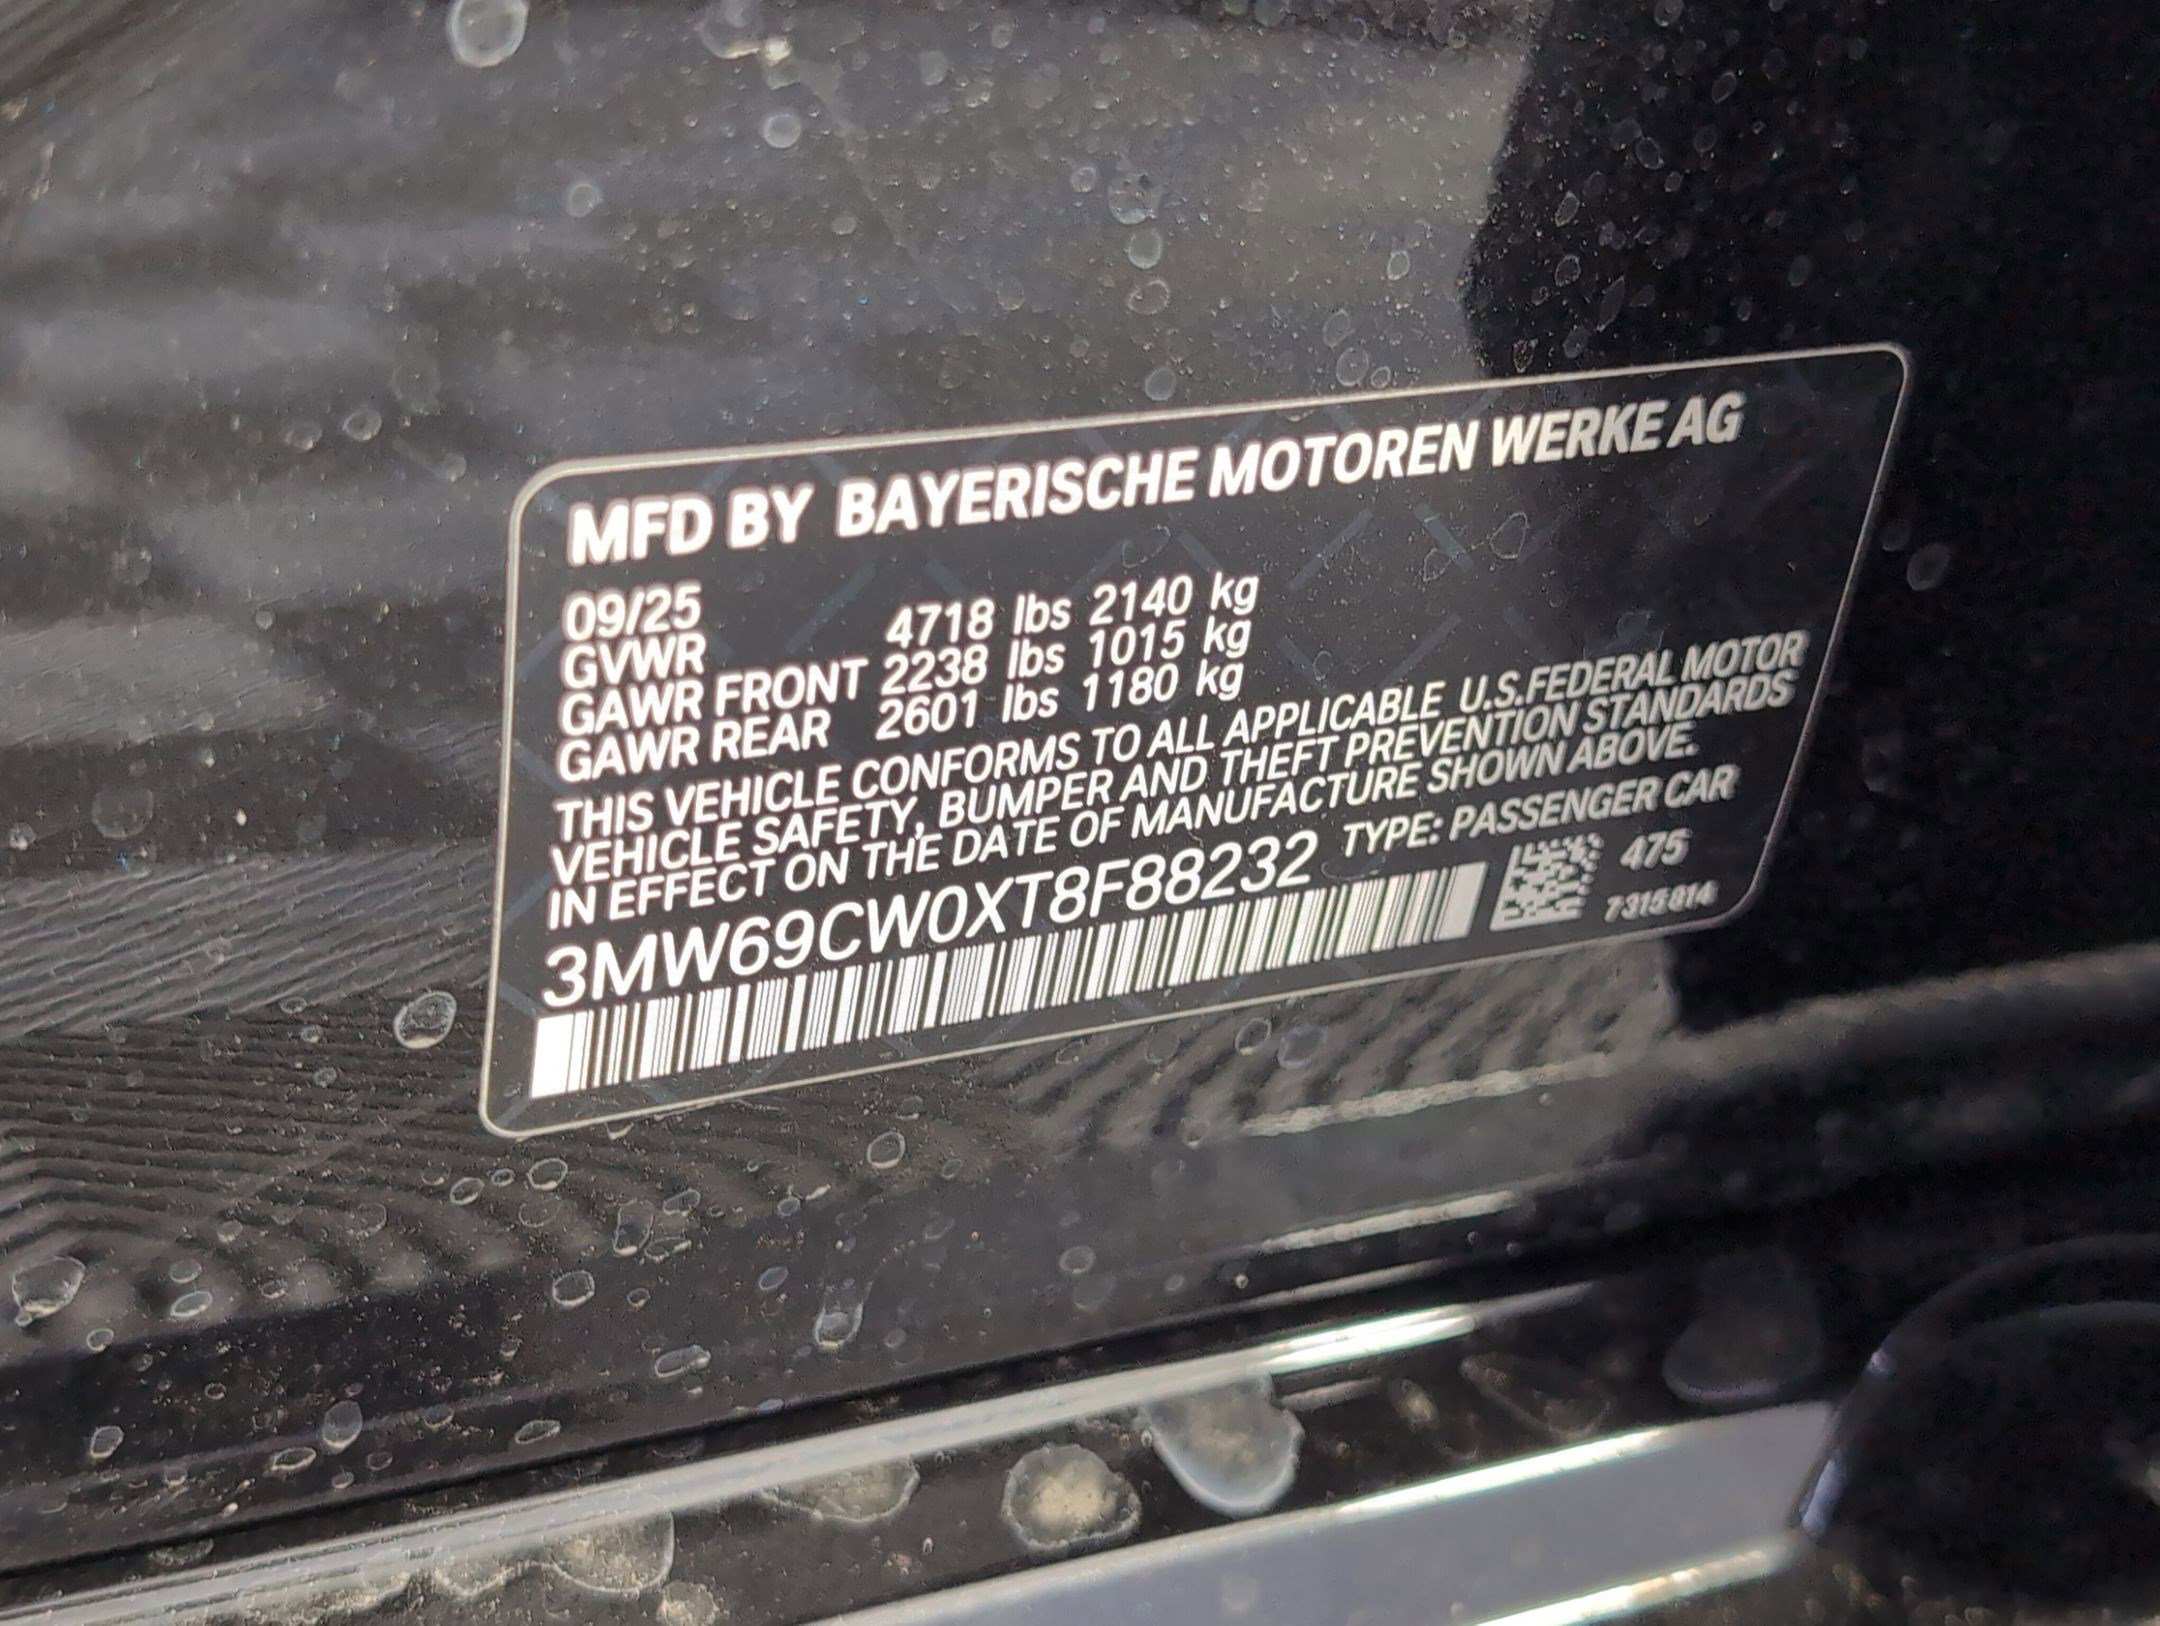 MFD BY BAYERISCHE MOTOREN WERKE AG
09/25
GVWR 4718 lbs 2140 kg
GAWR FRONT 2238 lbs 1015 kg
GAWR REAR 2601 lbs 1180 kg
THIS VEHICLE CONFORMS TO ALL APPLICABLE U.S.FEDERAL MOTOR
VEHICLE SAFETY, BUMPER AND THEFT PREVENTION STANDARDS
IN EFFECT ON THE DATE OF MANUFACTURE SHOWN ABOVE.
3MW69CW0XT8F88232 TYPE: PASSENGER CAR
475
7315814